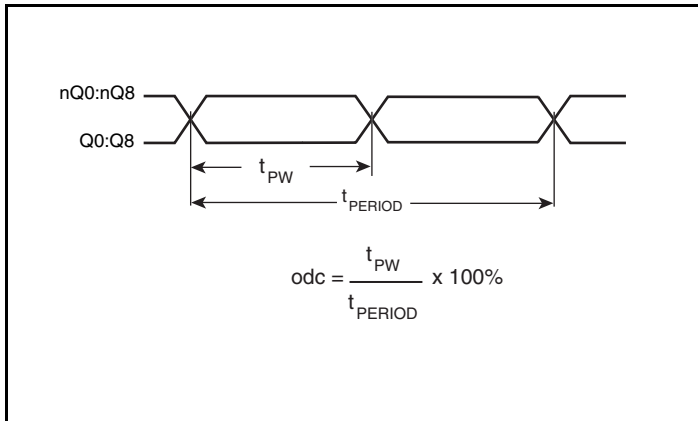 nQ0:nQ8
Q0:Q8
tPW
tPERIOD
odc = tPW / tPERIOD x 100%